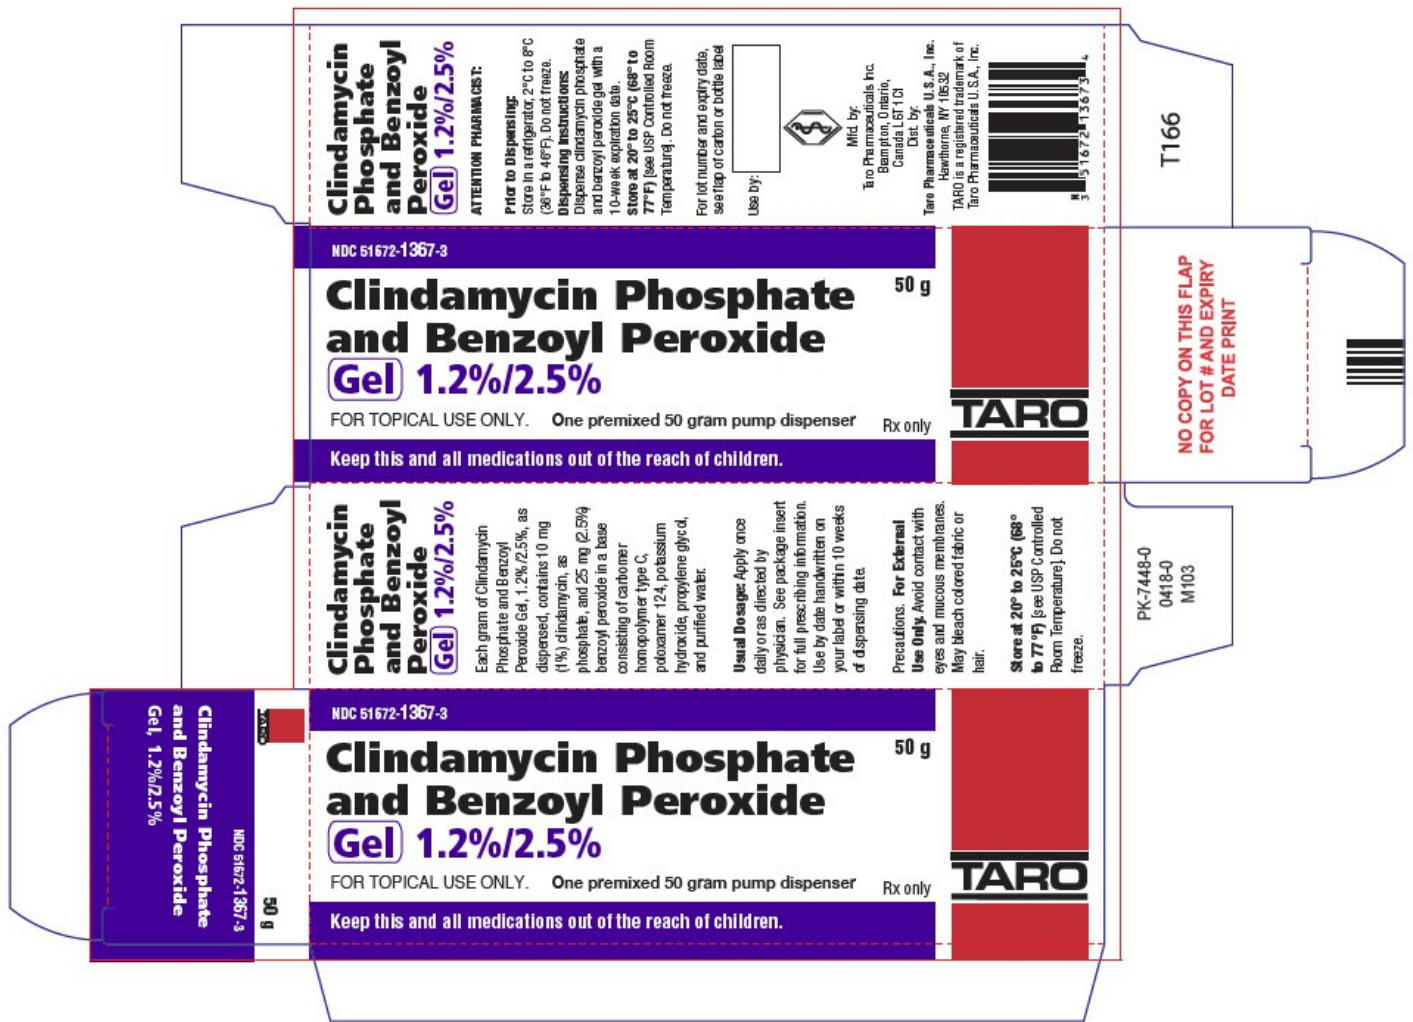 Clindamycin
Phosphate
and Benzoyl
Peroxide
Gel 1.2%/2.5%
ATTENTION PHARMACIST:
Prior to Dispensing:
Store in a refrigerator, 2°C to 8°C
(36°F to 46°F). Do not freeze.
Dispensing Instructions:
Dispense clindamycin phosphate
and benzoyl peroxide gel with a
10-week expiration date.
Store at 20° to 25°C (68° to
77°F) [see USP Controlled Room
Temperature]. Do not freeze.
For lot number and expiry date,
see flap of carton or bottle label
Use by:
Mfd. by:
Taro Pharmaceuticals Inc.
Brampton, Ontario,
Canada L6T 1C1
Dist. by:
Taro Pharmaceuticals U.S.A., Inc.
Hawthorne, NY 10532
TARO is a registered trademark of
Taro Pharmaceuticals U.S.A., Inc.
N
3 51672 13673 4
T166
NDC 51672-1367-3
50 g
Clindamycin Phosphate
and Benzoyl Peroxide
Gel 1.2%/2.5%
FOR TOPICAL USE ONLY. One premixed 50 gram pump dispenser Rx only
Keep this and all medications out of the reach of children.
TARO
NO COPY ON THIS FLAP
FOR LOT # AND EXPIRY
DATE PRINT
Clindamycin
Phosphate
and Benzoyl
Peroxide
Gel 1.2%/2.5%
Each gram of Clindamycin
Phosphate and Benzoyl
Peroxide Gel, 1.2%/2.5%, as
dispensed, contains 10 mg
(1%) clindamycin, as
phosphate, and 25 mg (2.5%)
benzoyl peroxide in a base
consisting of carbomer
homopolymer type C,
poloxamer 124, potassium
hydroxide, propylene glycol,
and purified water.
Usual Dosage: Apply once
daily or as directed by
physician. See package insert
for full prescribing information.
Use by date handwritten on
your label or within 10 weeks
of dispensing date.
Precautions. For External
Use Only. Avoid contact with
eyes and mucous membranes.
May bleach colored fabric or
hair.
Store at 20° to 25°C (68°
to 77°F) [see USP Controlled
Room Temperature]. Do not
freeze.
PK-7448-0
0418-0
M103
NDC 51672-1367-3
50 g
Clindamycin Phosphate
and Benzoyl Peroxide
Gel 1.2%/2.5%
FOR TOPICAL USE ONLY. One premixed 50 gram pump dispenser Rx only
Keep this and all medications out of the reach of children.
TARO
TARO
NDC 51672-1367-3
Clindamycin Phosphate
and Benzoyl Peroxide
Gel, 1.2%/2.5%
50 g